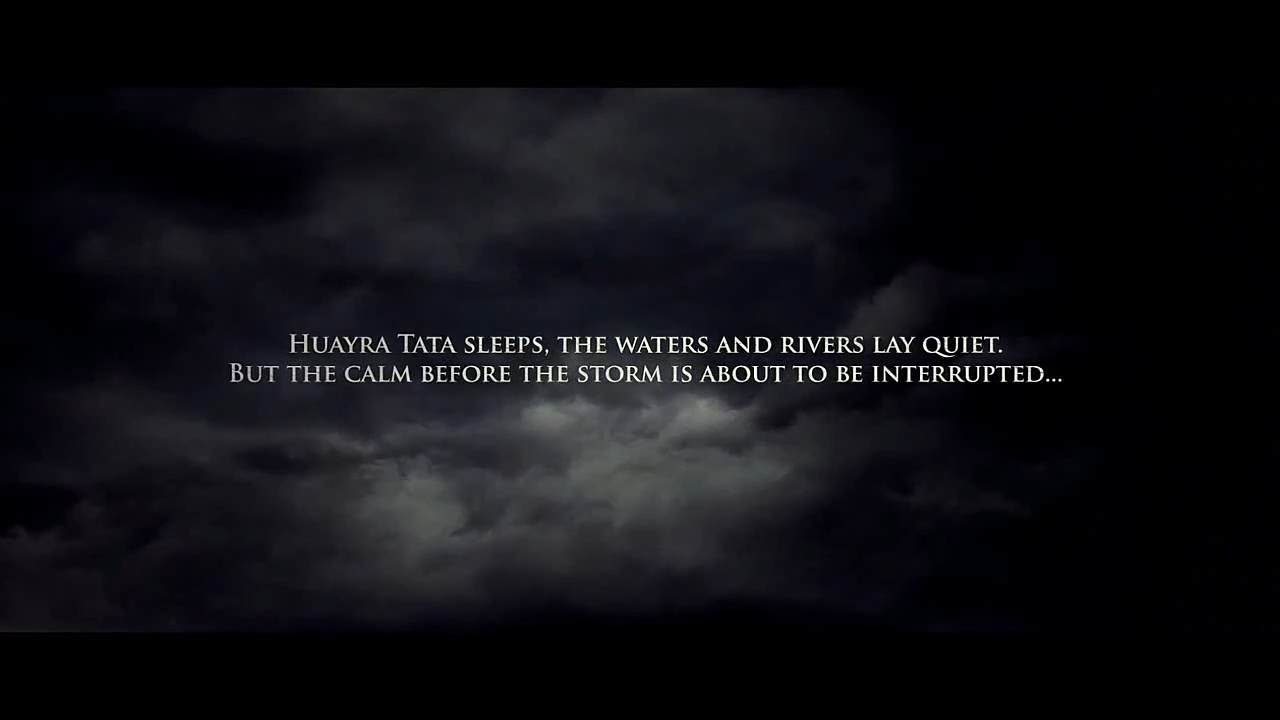 Huayra Tata sleeps, the waters and rivers lay quiet.
But the calm before the storm is about to be interrupted...